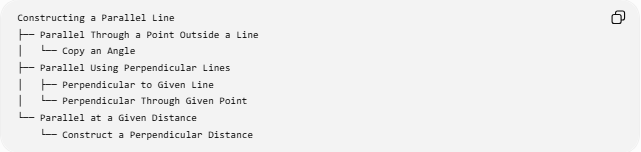 Constructing a Parallel Line
├── Parallel Through a Point Outside a Line
│   └── Copy an Angle
├── Parallel Using Perpendicular Lines
│   ├── Perpendicular to Given Line
│   └── Perpendicular Through Given Point
└── Parallel at a Given Distance
    └── Construct a Perpendicular Distance